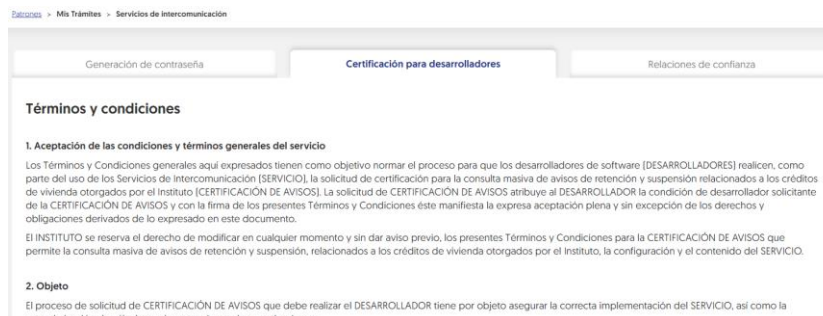 Patrones > Mis Trámites > Servicios de intercomunicación
Generación de contraseña
Certificación para desarrolladores
Relaciones de confianza
Términos y condiciones
1. Aceptación de las condiciones y términos generales del servicio
Los Términos y Condiciones generales aquí expresados tienen como objetivo normar el proceso para que los desarrolladores de software [DESARROLLADORES] realicen, como
parte del uso de los Servicios de Intercomunicación [SERVICIO], la solicitud de certificación para la consulta masiva de avisos de retención y suspensión relacionados a los créditos
de vivienda otorgados por el Instituto [CERTIFICACIÓN DE AVISOS]. La solicitud de CERTIFICACIÓN DE AVISOS atribuye al DESARROLLADOR la condición de desarrollador solicitante
de la CERTIFICACIÓN DE AVISOS y con la firma de los presentes Términos y Condiciones éste manifiesta la expresa aceptación plena y sin excepción de los derechos y
obligaciones derivados de lo expresado en este documento.
El INSTITUTO se reserva el derecho de modificar en cualquier momento y sin dar aviso previo, los presentes Términos y Condiciones para la CERTIFICACIÓN DE AVISOS que
permite la consulta masiva de avisos de retención y suspensión, relacionados a los créditos de vivienda otorgados por el Instituto, la configuración y el contenido del SERVICIO.
2. Objeto
El proceso de solicitud de CERTIFICACIÓN DE AVISOS que debe realizar el DESARROLLADOR tiene por objeto asegurar la correcta implementación del SERVICIO, así como la